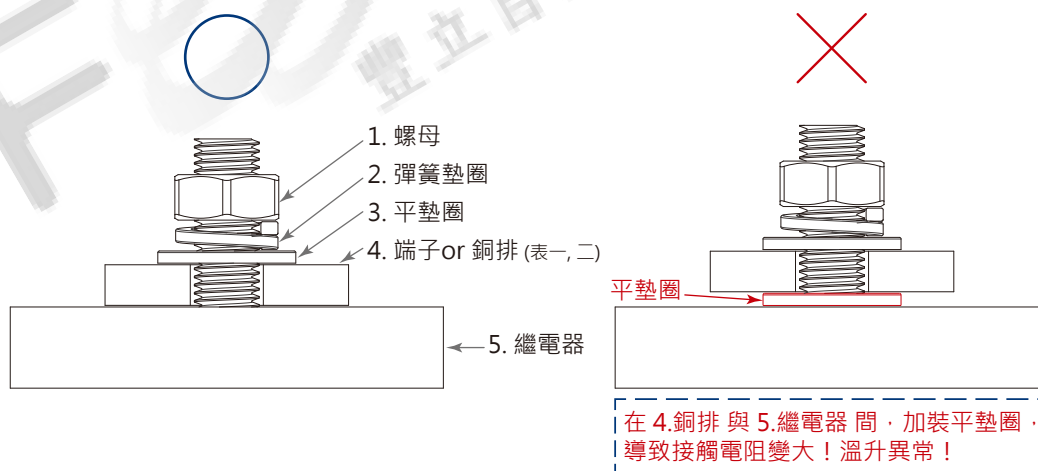 豐立
1. 螺母
2. 彈簧墊圈
3. 平墊圈
4. 端子or 銅排 (表一, 二)
5. 繼電器
平墊圈
在 4.銅排 與 5.繼電器 間，加裝平墊圈，
導致接觸電阻變大！溫升異常！